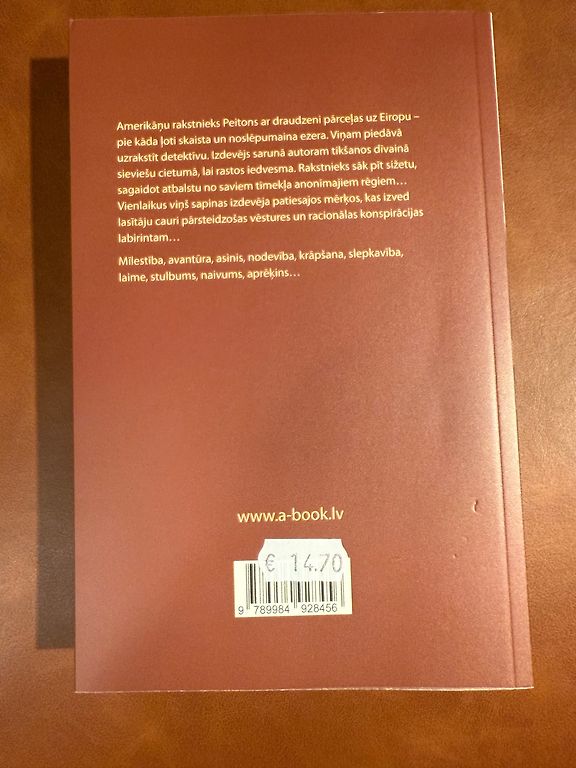 Amerikāņu rakstnieks Peitons ar draudzeni pārceļas uz Eiropu –
pie kāda ļoti skaista un noslēpumaina ezera. Viņam piedāvā
uzrakstīt detektīvu. Izdevējs sarunā autoram tikšanos dīvainā
sieviešu cietumā, lai rastos iedvesma. Rakstnieks sāk pīt sižetu,
sagaidot atbalstu no saviem tīmekļa anonīmajiem rēgiem...
Vienlaikus viņš sapinas izdevēja patiesajos mērķos, kas izved
lasītāju cauri pārsteidzošas vēstures un racionālas konspirācijas
labirintam...
Mīlestība, avantūra, asinis, nodevība, krāpšana, slepkavība,
laime, stulbums, naivums, aprēķins...
www.a-book.lv
€ 14.70
9 789984 928456